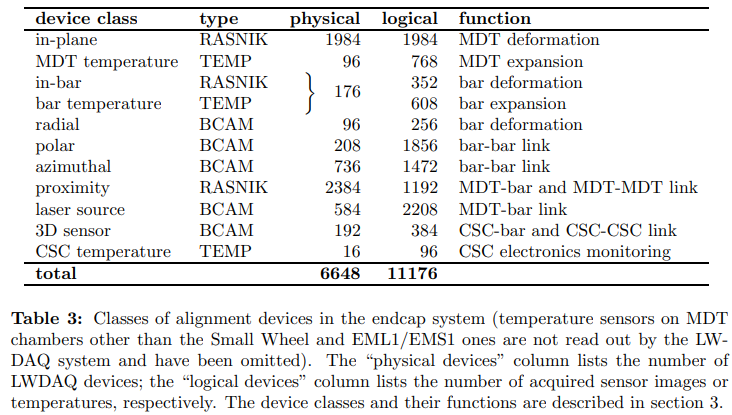 device class type physical logical function
in-plane RASNIK 1984 1984 MDT deformation
MDT temperature TEMP 96 768 MDT expansion
in-bar RASNIK } 176 352 bar deformation
bar temperature TEMP 608 bar expansion
radial BCAM 96 256 bar deformation
polar BCAM 208 1856 bar-bar link
azimuthal BCAM 736 1472 bar-bar link
proximity RASNIK 2384 1192 MDT-bar and MDT-MDT link
laser source BCAM 584 2208 MDT-bar link
3D sensor BCAM 192 384 CSC-bar and CSC-CSC link
CSC temperature TEMP 16 96 CSC electronics monitoring
total 6648 11176
Table 3: Classes of alignment devices in the endcap system (temperature sensors on MDT
chambers other than the Small Wheel and EML1/EMS1 ones are not read out by the LW-
DAQ system and have been omitted). The “physical devices” column lists the number of
LWDAQ devices; the “logical devices” column lists the number of acquired sensor images or
temperatures, respectively. The device classes and their functions are described in section 3.